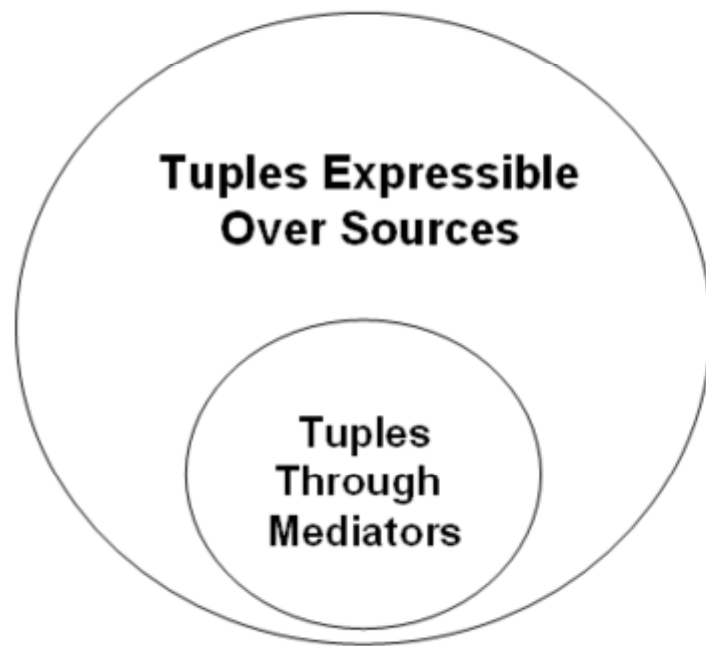 Tuples Expressible
Over Sources
Tuples
Through
Mediators